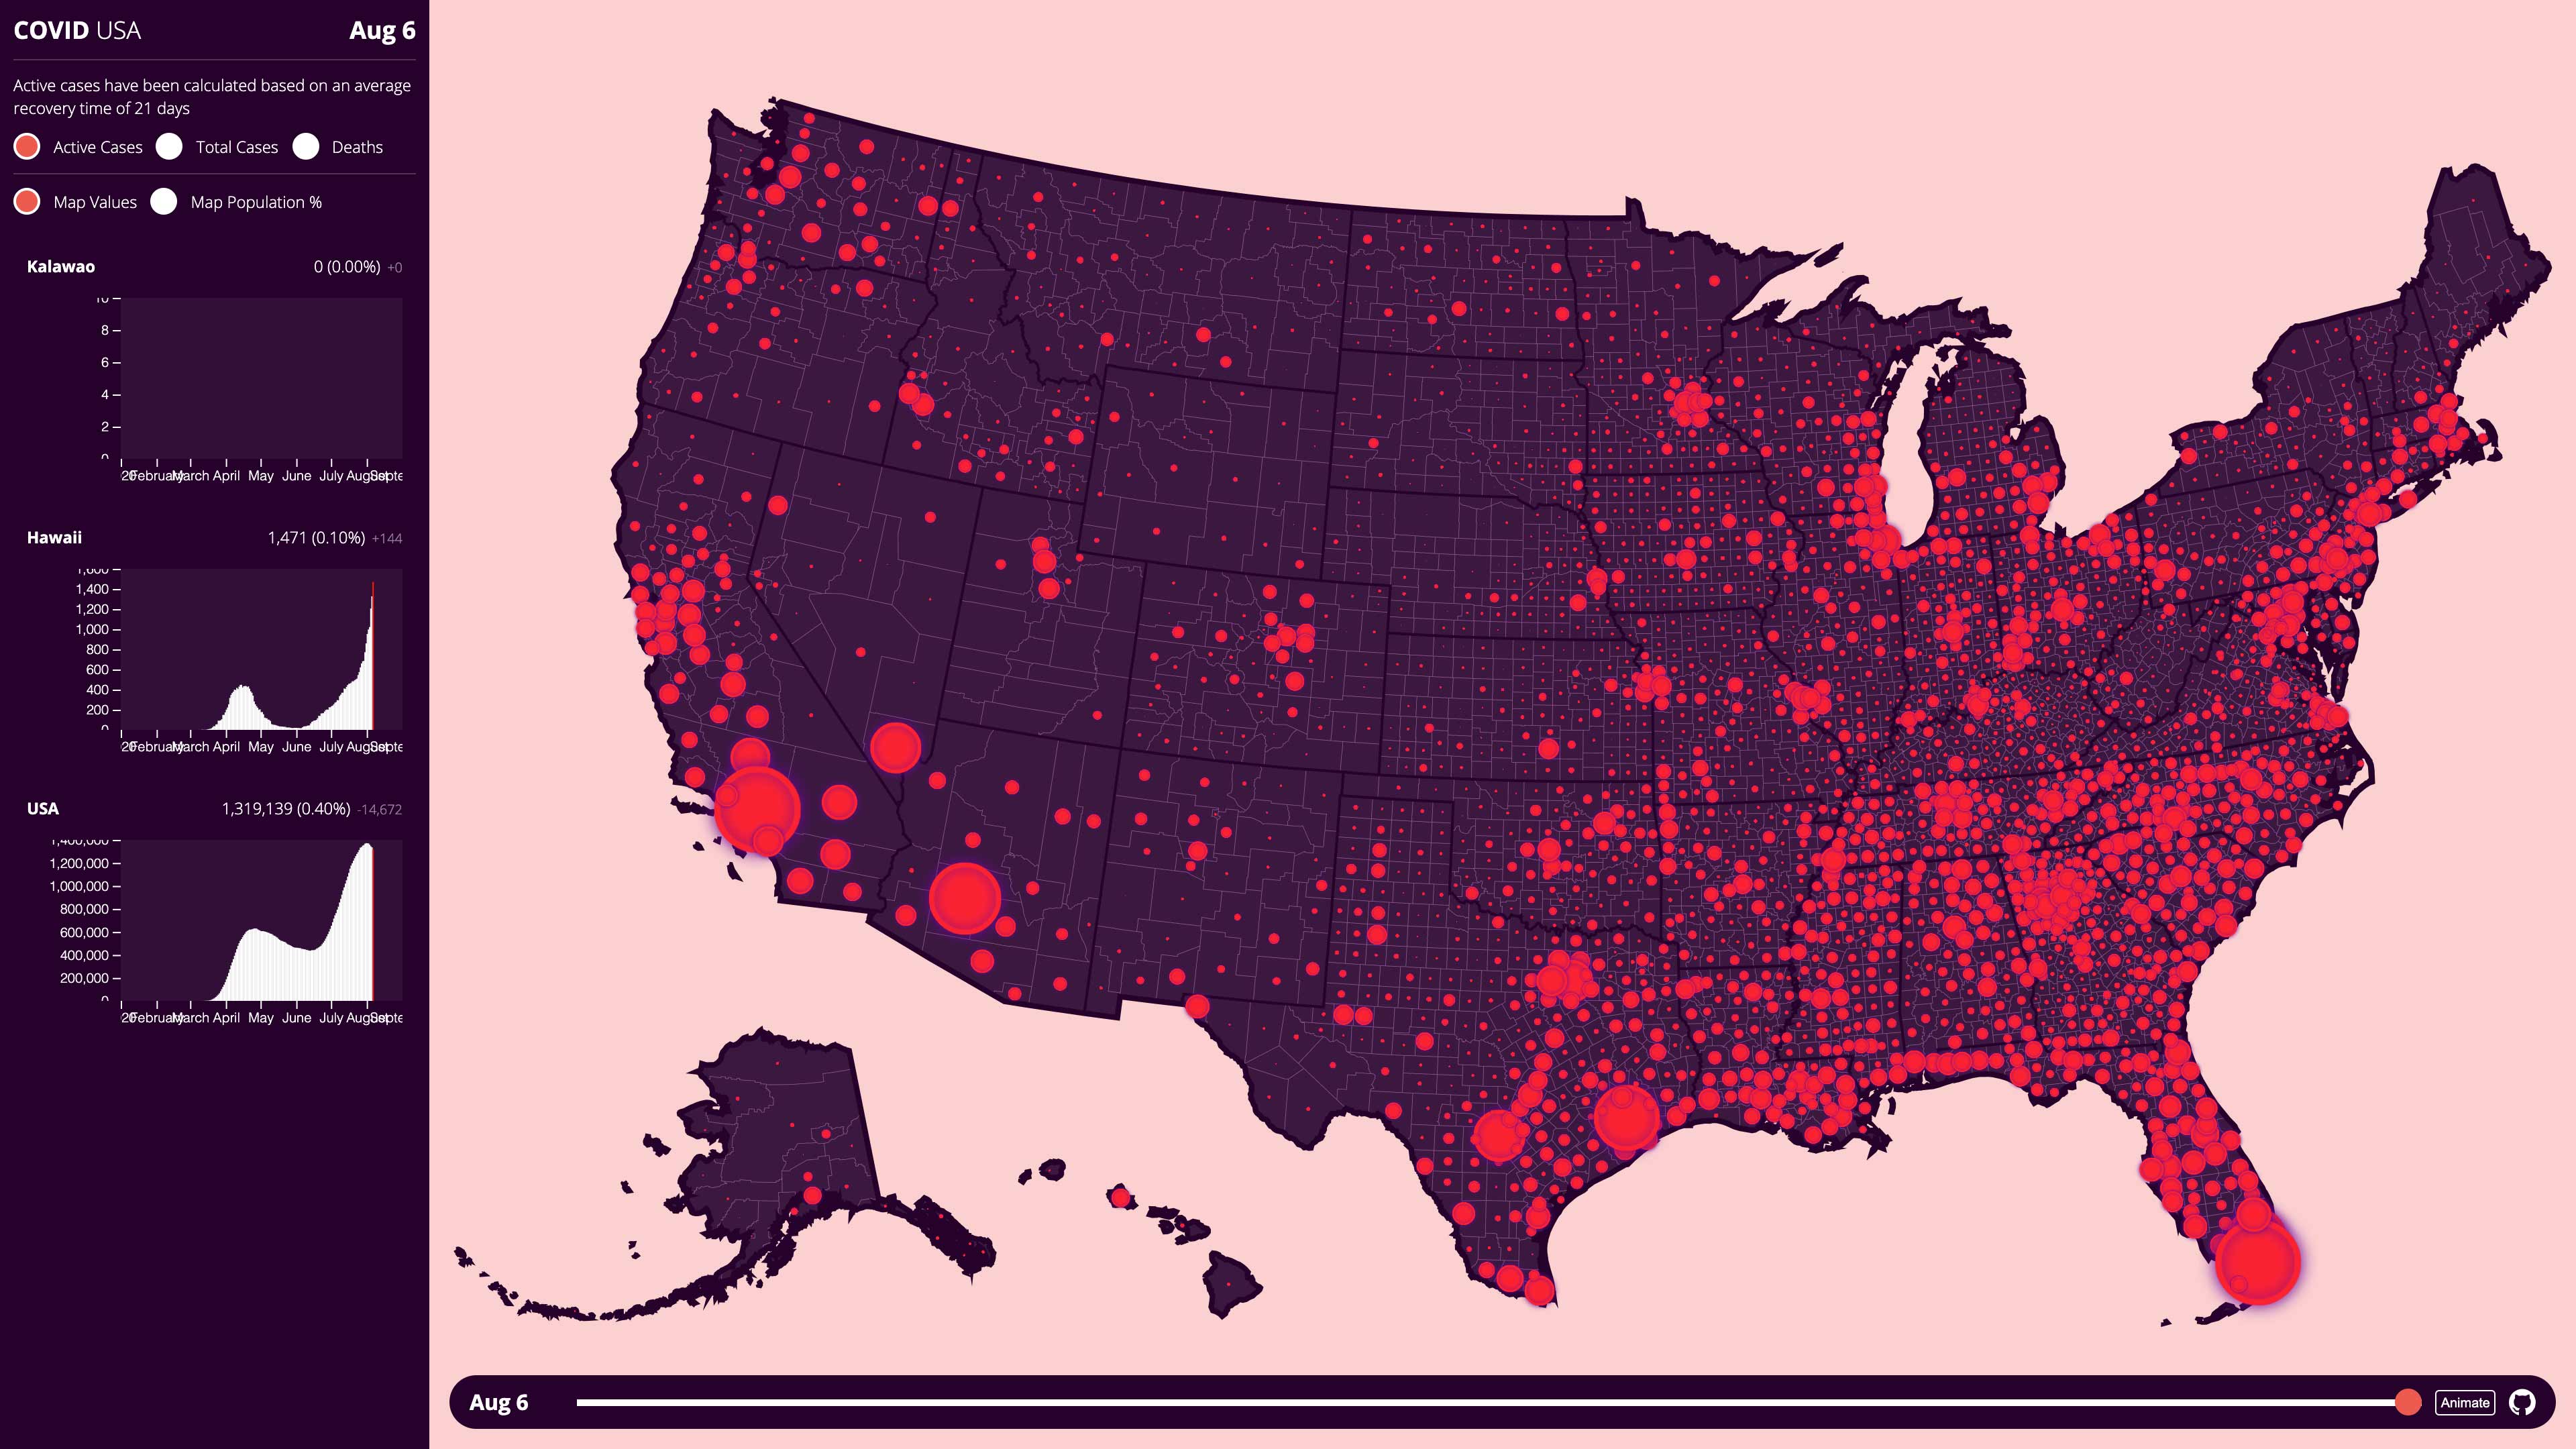 COVID USA Aug 6
Active cases have been calculated based on an average
recovery time of 21 days
Active Cases Total Cases Deaths
Map Values Map Population %
Kalawao 0 (0.00%) +0
10
8
6
4
2
0
20 February March April May June July August Septe
Hawaii 1,471 (0.10%) +144
1,600
1,400
1,200
1,000
800
600
400
200
0
20 February March April May June July August Septe
USA 1,319,139 (0.40%) -14,672
1,400,000
1,200,000
1,000,000
800,000
600,000
400,000
200,000
0
20 February March April May June July August Septe
Aug 6 Animate